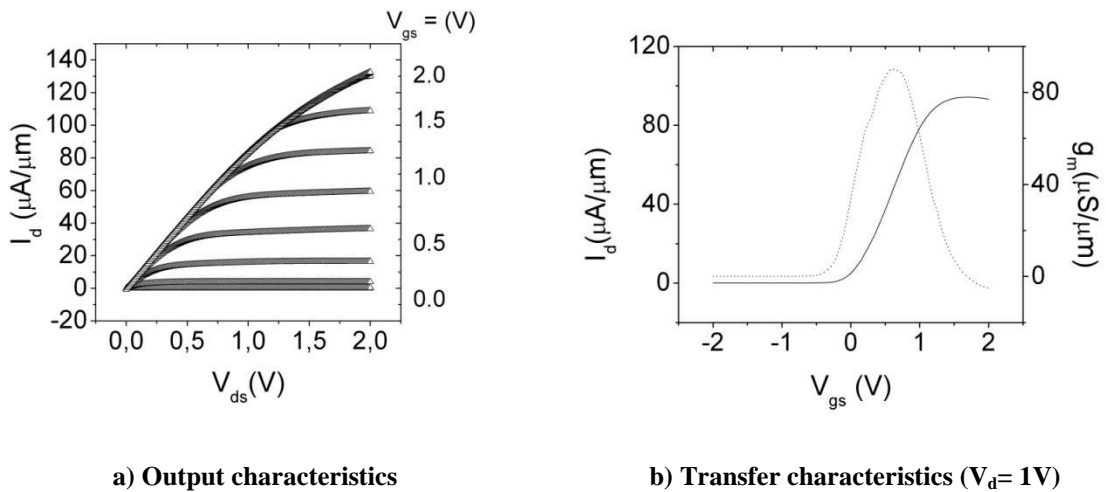 V_gs = (V)
I_d (μA/μm)
140
120
100
80
60
40
20
0
-20
2.0
1.5
1.0
0.5
0.0
0,0 0,5 1,0 1,5 2,0
V_ds(V)
a) Output characteristics
I_d(μA/μm)
120
80
40
0
80
40
0
g_m(μS/μm)
-2 -1 0 1 2
V_gs (V)
b) Transfer characteristics (V_d= 1V)